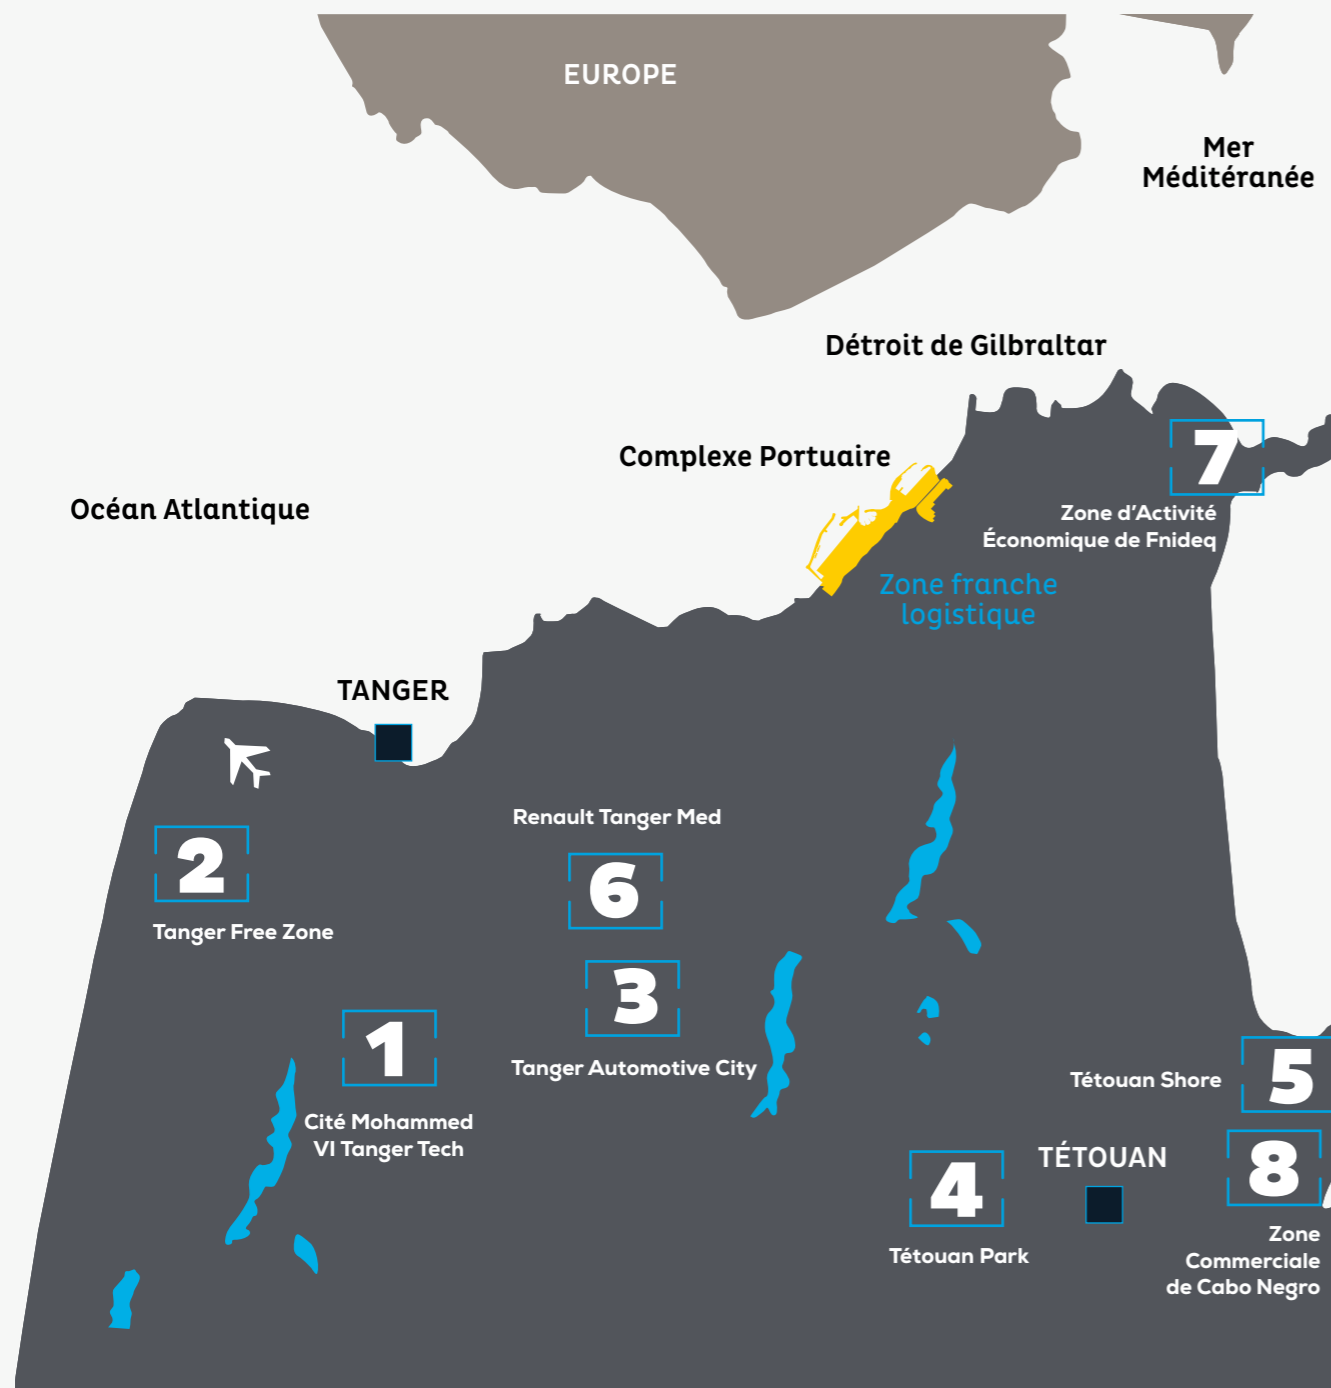 EUROPE
Mer
Méditéranée
Détroit de Gilbraltar
Complexe Portuaire
Océan Atlantique
7
Zone d'Activité
Économique de Fnideq
Zone franche
logistique
TANGER
Renault Tanger Med
2
6
Tanger Free Zone
3
1
Tanger Automotive City
Cité Mohammed
VI Tanger Tech
Tétouan Shore
5
TÉTOUAN
8
4
Tétouan Park
Zone
Commerciale
de Cabo Negro